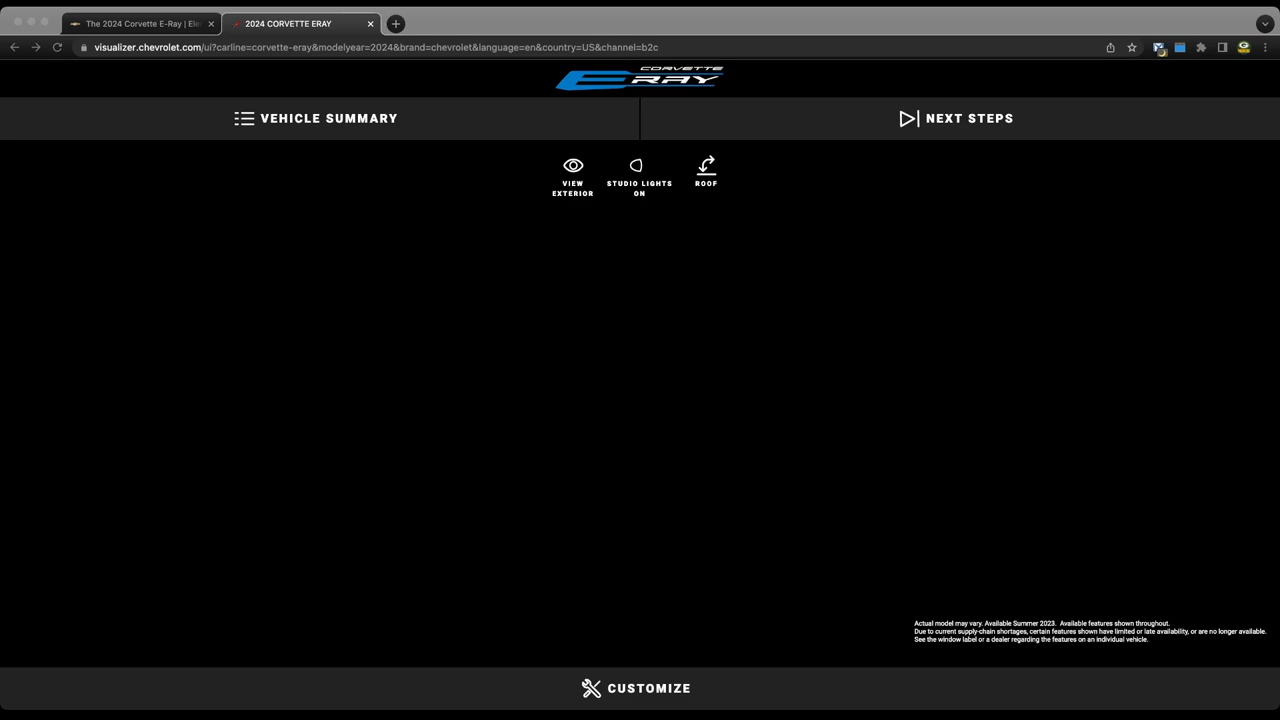 The 2024 Corvette E-Ray | Ele
2024 CORVETTE ERAY
visualizer.chevrolet.com/ui?carline=corvette-eray&modelyear=2024&brand=chevrolet&language=en&country=US&channel=b2c
CORVETTE
E RAY
VEHICLE SUMMARY
NEXT STEPS
VIEW
EXTERIOR
STUDIO LIGHTS
ON
ROOF
Actual model may vary. Available Summer 2023. Available features shown throughout.
Due to current supply-chain shortages, certain features shown have limited or late availability, or are no longer available.
See the window label or a dealer regarding the features on an individual vehicle.
CUSTOMIZE